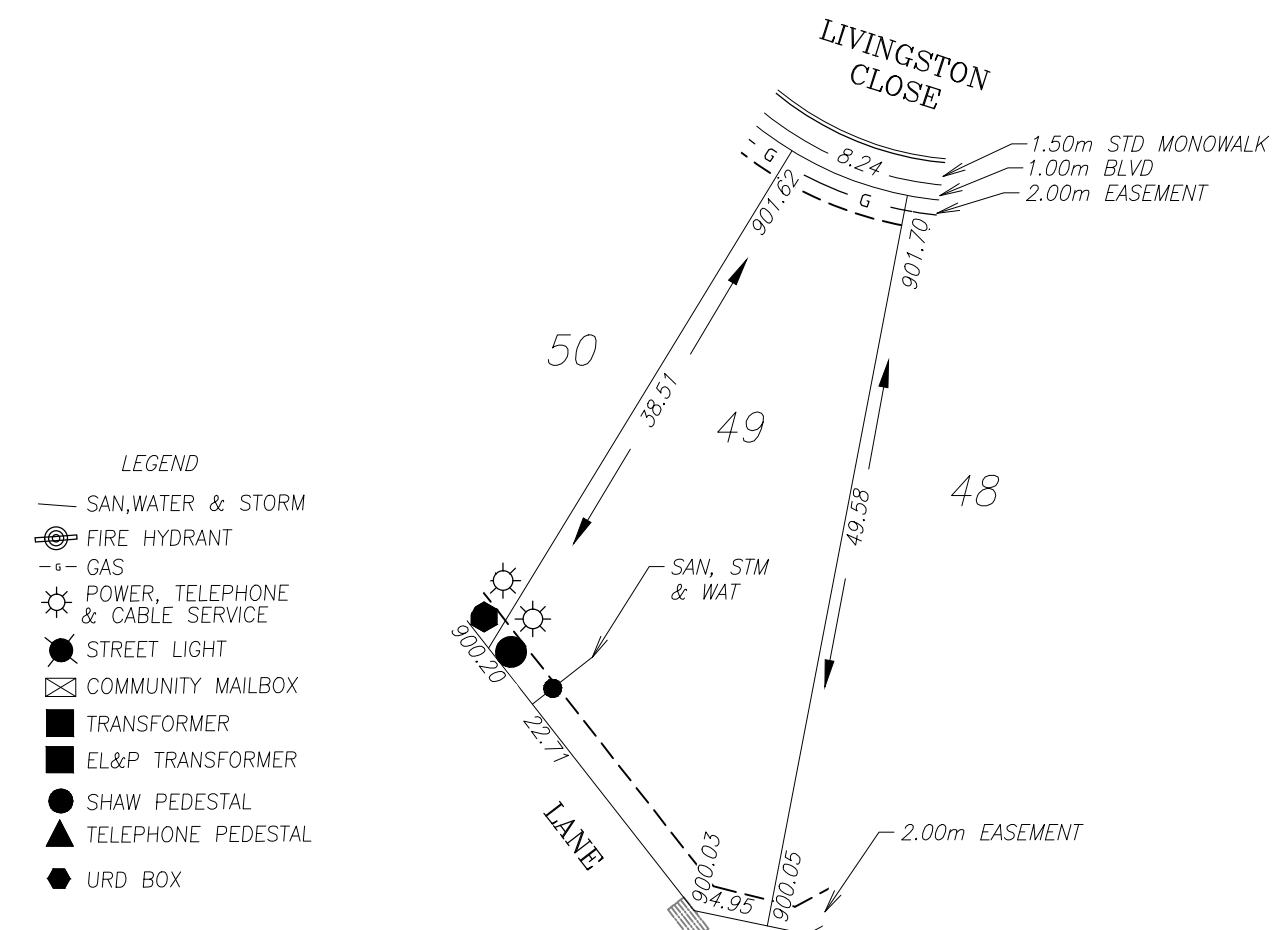 LIVINGSTON
CLOSE
1.50m STD MONOWALK
1.00m BLVD
2.00m EASEMENT
8.24
G
G
901.62
901.70
50
38.51
49
48
49.58
LEGEND
SAN,WATER & STORM
FIRE HYDRANT
G GAS
POWER, TELEPHONE
& CABLE SERVICE
STREET LIGHT
COMMUNITY MAILBOX
TRANSFORMER
EL&P TRANSFORMER
SHAW PEDESTAL
TELEPHONE PEDESTAL
URD BOX
SAN, STM
& WAT
900.20
22.71
LANE
900.03
4.95
900.05
2.00m EASEMENT